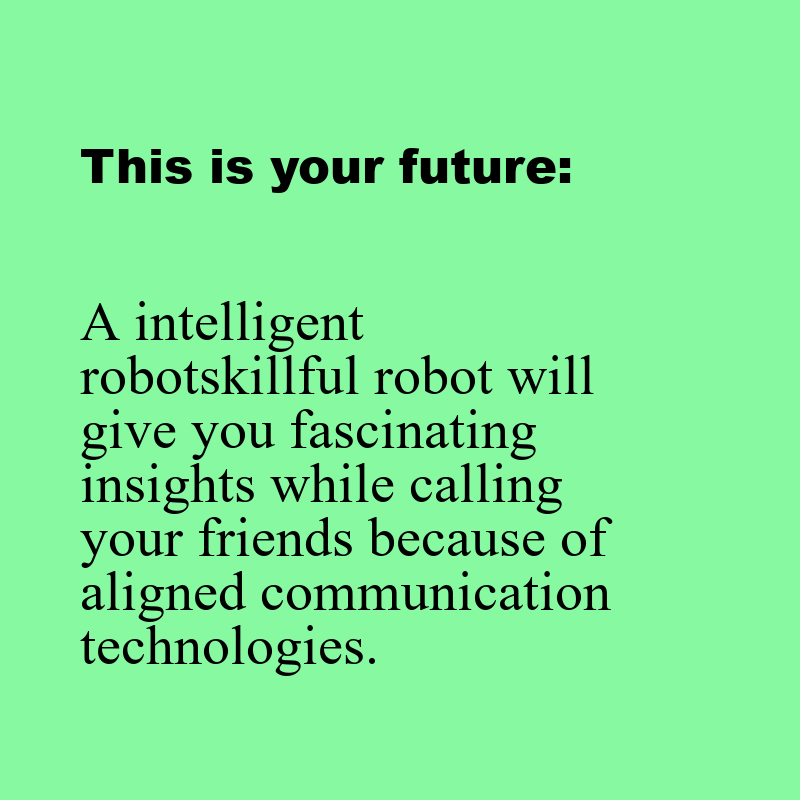 This is your future:
A intelligent
robotskillful robot will
give you fascinating
insights while calling
your friends because of
aligned communication
technologies.